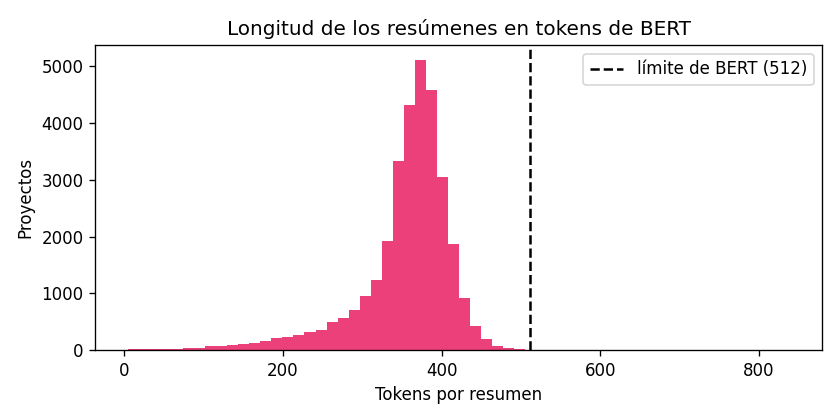 Longitud de los resúmenes en tokens de BERT
límite de BERT (512)
Proyectos
5000
4000
3000
2000
1000
0
0 200 400 600 800
Tokens por resumen